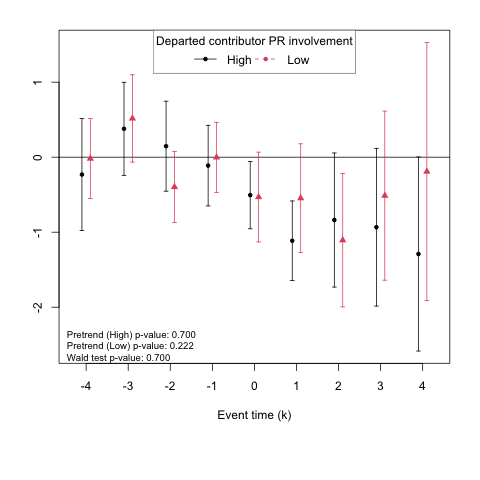 Departed contributor PR involvement
High Low
1
0
-1
-2
Pretrend (High) p-value: 0.700
Pretrend (Low) p-value: 0.222
Wald test p-value: 0.700
-4 -3 -2 -1 0 1 2 3 4
Event time (k)